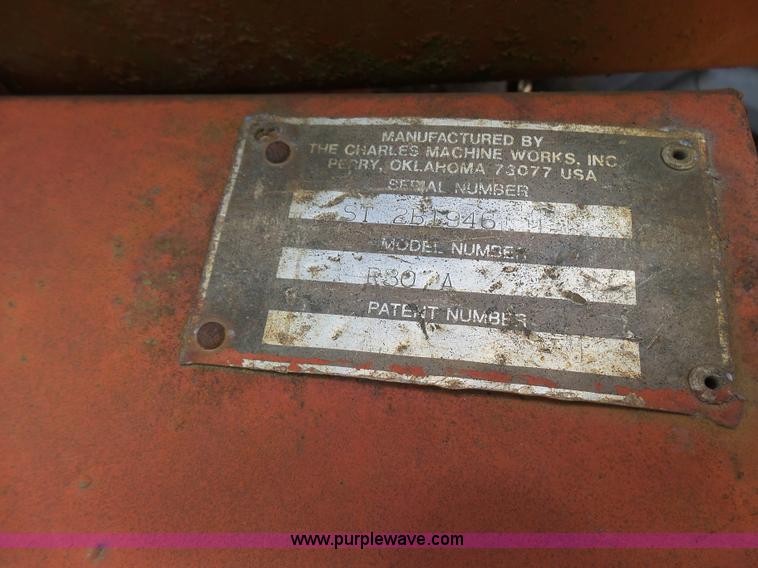 MANUFACTURED BY
THE CHARLES MACHINE WORKS, INC.
PERRY, OKLAHOMA 73077 USA
SERIAL NUMBER
MODEL NUMBER
PATENT NUMBER
www.purplewave.com